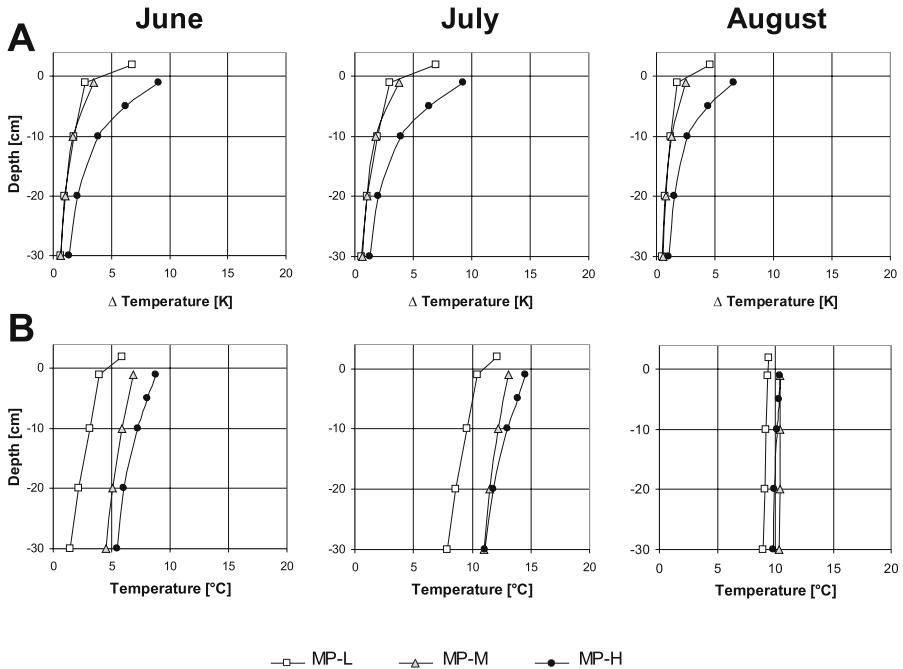 June July August
A
0 0 0
-10 -10 -10
-20 -20 -20
-30 -30 -30
Depth [cm]
0 5 10 15 20 0 5 10 15 20 0 5 10 15 20
Δ Temperature [K] Δ Temperature [K] Δ Temperature [K]
B
0 0 0
-10 -10 -10
-20 -20 -20
-30 -30 -30
Depth [cm]
0 5 10 15 20 0 5 10 15 20 0 5 10 15 20
Temperature [°C] Temperature [°C] Temperature [°C]
MP-L MP-M MP-H